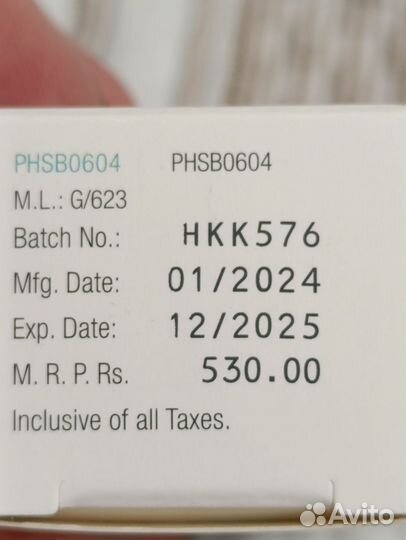 PHSB0604 PHSB0604
M.L.: G/623
Batch No.: HKK576
Mfg. Date: 01/2024
Exp. Date: 12/2025
M. R. P. Rs. 530.00
Inclusive of all Taxes.
Avito